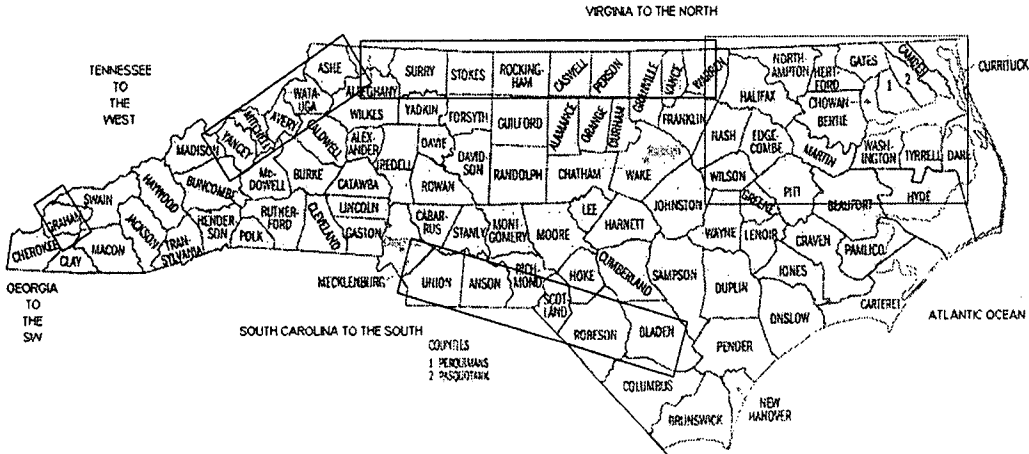 VIRGINIA TO THE NORTH
TENNESSEE
TO
THE
WEST
ASHE
ALLEGHANY
SURRY
STOKES
ROCKING-
HAM
CASWELL
PERSON
GRANVILLE
VANCE
WARREN
NORTH-
AMPTON
HERT-
FORD
GATES
CAMDEN
CURRITUCK
1
2
WATA-
UGA
WILKES
YADKIN
FORSYTH
GUILFORD
ALAMANCE
ORANGE
DURHAM
FRANKLIN
HALIFAX
CHOWAN
BERTIE
MITCHELL
AVERY
CALDWELL
ALEX-
ANDER
IREDELL
DAVIE
DAVID-
SON
RANDOLPH
CHATHAM
WAKE
NASH
EDGE-
COMBE
MARTIN
WASH-
INGTON
TYRRELL
DARE
MADISON
YANCEY
BUNCOMBE
Mc-
DOWELL
BURKE
CATAWBA
ROWAN
WILSON
PITT
BEAUFORT
HYDE
SWAIN
HAYWOOD
HENDER-
SON
RUTHER-
FORD
CLEVELAND
LINCOLN
GASTON
CABAR-
RUS
STANLY
MONT-
GOMERY
MOORE
LEE
HARNETT
JOHNSTON
GREENE
WAYNE
LENOIR
CRAVEN
PAMLICO
GRAHAM
CHEROKEE
CLAY
MACON
JACKSON
TRAN-
SYLVANIA
POLK
MECKLENBURG
UNION
ANSON
RICH-
MOND
SCOT-
LAND
HOKE
CUMBERLAND
SAMPSON
DUPLIN
JONES
CARTERET
GEORGIA
TO
THE
SW
SOUTH CAROLINA TO THE SOUTH
ROBESON
BLADEN
ONSLOW
ATLANTIC OCEAN
COUNTIES
1 PERQUIMANS
2 PASQUOTANK
PENDER
COLUMBUS
BRUNSWICK
NEW
HANOVER